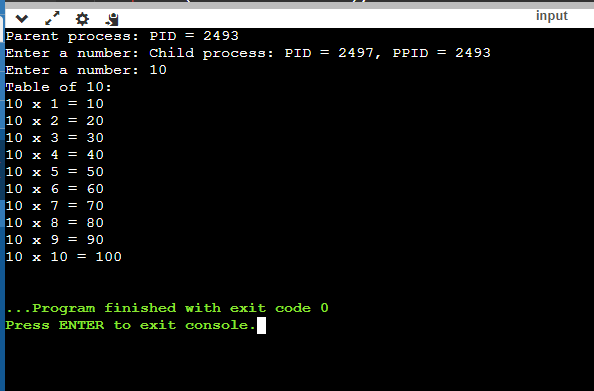 input
Parent process: PID = 2493
Enter a number: Child process: PID = 2497, PPID = 2493
Enter a number: 10
Table of 10:
10 x 1 = 10
10 x 2 = 20
10 x 3 = 30
10 x 4 = 40
10 x 5 = 50
10 x 6 = 60
10 x 7 = 70
10 x 8 = 80
10 x 9 = 90
10 x 10 = 100
...Program finished with exit code 0
Press ENTER to exit console.